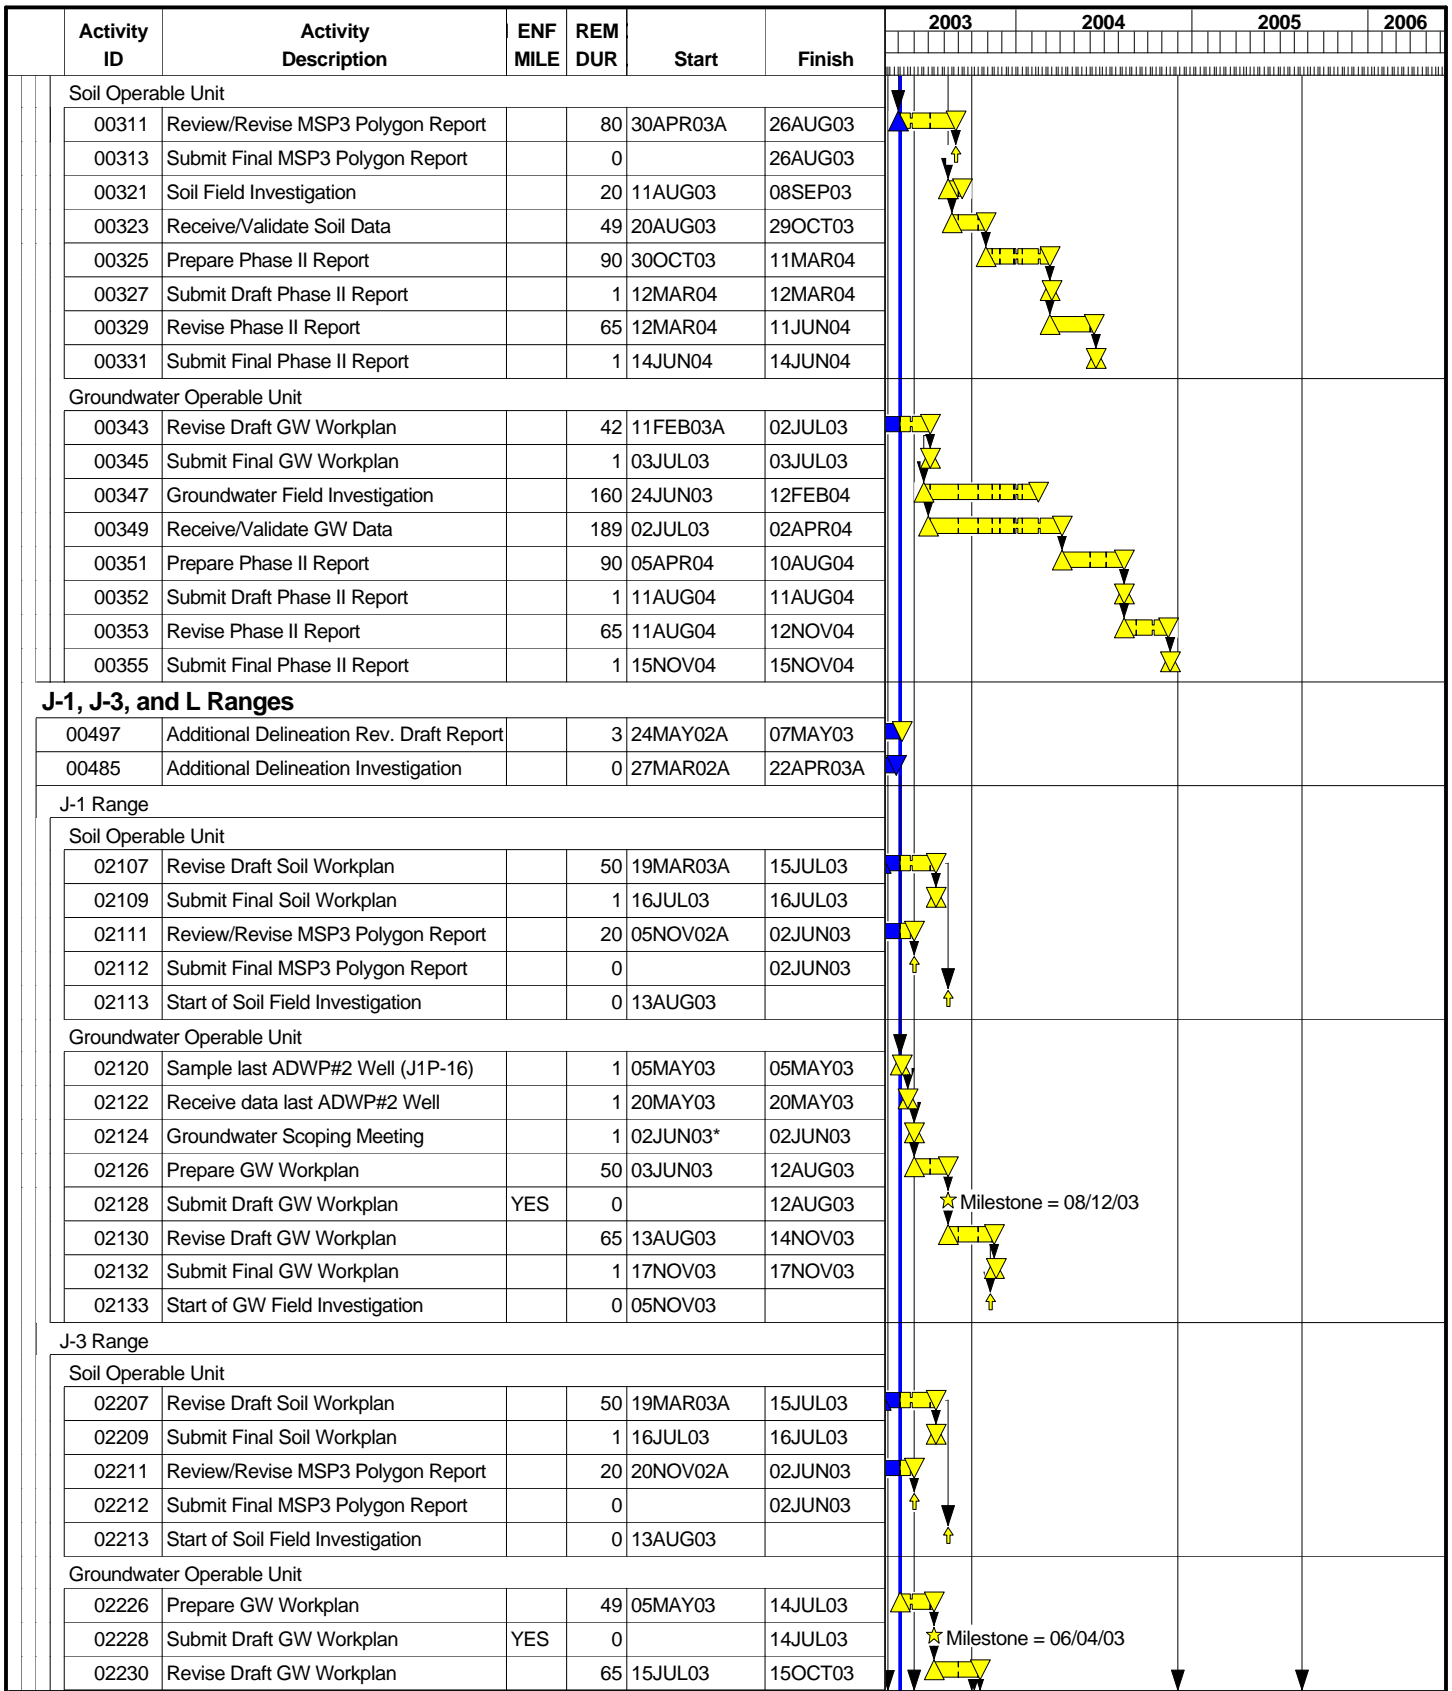 Activity ID Activity Description ENF MILE REM DUR Start Finish 2003 2004 2005 2006
Soil Operable Unit
00311 Review/Revise MSP3 Polygon Report 80 30APR03A 26AUG03
00313 Submit Final MSP3 Polygon Report 0 26AUG03
00321 Soil Field Investigation 20 11AUG03 08SEP03
00323 Receive/Validate Soil Data 49 20AUG03 29OCT03
00325 Prepare Phase II Report 90 30OCT03 11MAR04
00327 Submit Draft Phase II Report 1 12MAR04 12MAR04
00329 Revise Phase II Report 65 12MAR04 11JUN04
00331 Submit Final Phase II Report 1 14JUN04 14JUN04
Groundwater Operable Unit
00343 Revise Draft GW Workplan 42 11FEB03A 02JUL03
00345 Submit Final GW Workplan 1 03JUL03 03JUL03
00347 Groundwater Field Investigation 160 24JUN03 12FEB04
00349 Receive/Validate GW Data 189 02JUL03 02APR04
00351 Prepare Phase II Report 90 05APR04 10AUG04
00352 Submit Draft Phase II Report 1 11AUG04 11AUG04
00353 Revise Phase II Report 65 11AUG04 12NOV04
00355 Submit Final Phase II Report 1 15NOV04 15NOV04
J-1, J-3, and L Ranges
00497 Additional Delineation Rev. Draft Report 3 24MAY02A 07MAY03
00485 Additional Delineation Investigation 0 27MAR02A 22APR03A
J-1 Range
Soil Operable Unit
02107 Revise Draft Soil Workplan 50 19MAR03A 15JUL03
02109 Submit Final Soil Workplan 1 16JUL03 16JUL03
02111 Review/Revise MSP3 Polygon Report 20 05NOV02A 02JUN03
02112 Submit Final MSP3 Polygon Report 0 02JUN03
02113 Start of Soil Field Investigation 0 13AUG03
Groundwater Operable Unit
02120 Sample last ADWP#2 Well (J1P-16) 1 05MAY03 05MAY03
02122 Receive data last ADWP#2 Well 1 20MAY03 20MAY03
02124 Groundwater Scoping Meeting 1 02JUN03* 02JUN03
02126 Prepare GW Workplan 50 03JUN03 12AUG03
02128 Submit Draft GW Workplan YES 0 12AUG03 Milestone = 08/12/03
02130 Revise Draft GW Workplan 65 13AUG03 14NOV03
02132 Submit Final GW Workplan 1 17NOV03 17NOV03
02133 Start of GW Field Investigation 0 05NOV03
J-3 Range
Soil Operable Unit
02207 Revise Draft Soil Workplan 50 19MAR03A 15JUL03
02209 Submit Final Soil Workplan 1 16JUL03 16JUL03
02211 Review/Revise MSP3 Polygon Report 20 20NOV02A 02JUN03
02212 Submit Final MSP3 Polygon Report 0 02JUN03
02213 Start of Soil Field Investigation 0 13AUG03
Groundwater Operable Unit
02226 Prepare GW Workplan 49 05MAY03 14JUL03
02228 Submit Draft GW Workplan YES 0 14JUL03 Milestone = 06/04/03
02230 Revise Draft GW Workplan 65 15JUL03 15OCT03